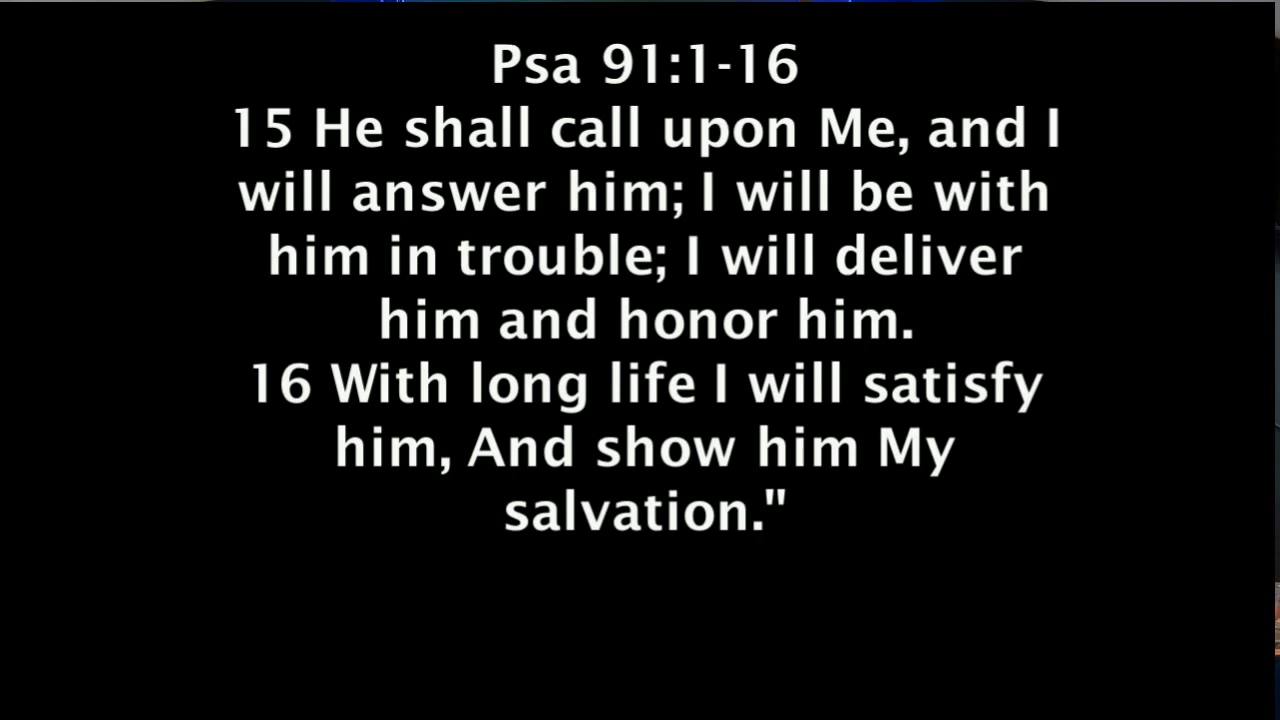 Psa 91:1-16
15 He shall call upon Me, and I
will answer him; I will be with
him in trouble; I will deliver
him and honor him.
16 With long life I will satisfy
him, And show him My
salvation."